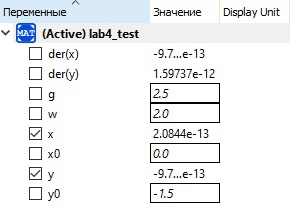 Переменные Значение Display Unit
MAT (Active) lab4_test
der(x) -9.7...e-13
der(y) 1.59737e-12
g 2.5
w 2.0
x 2.0844e-13
x0 0.0
y -9.7...e-13
y0 -1.5